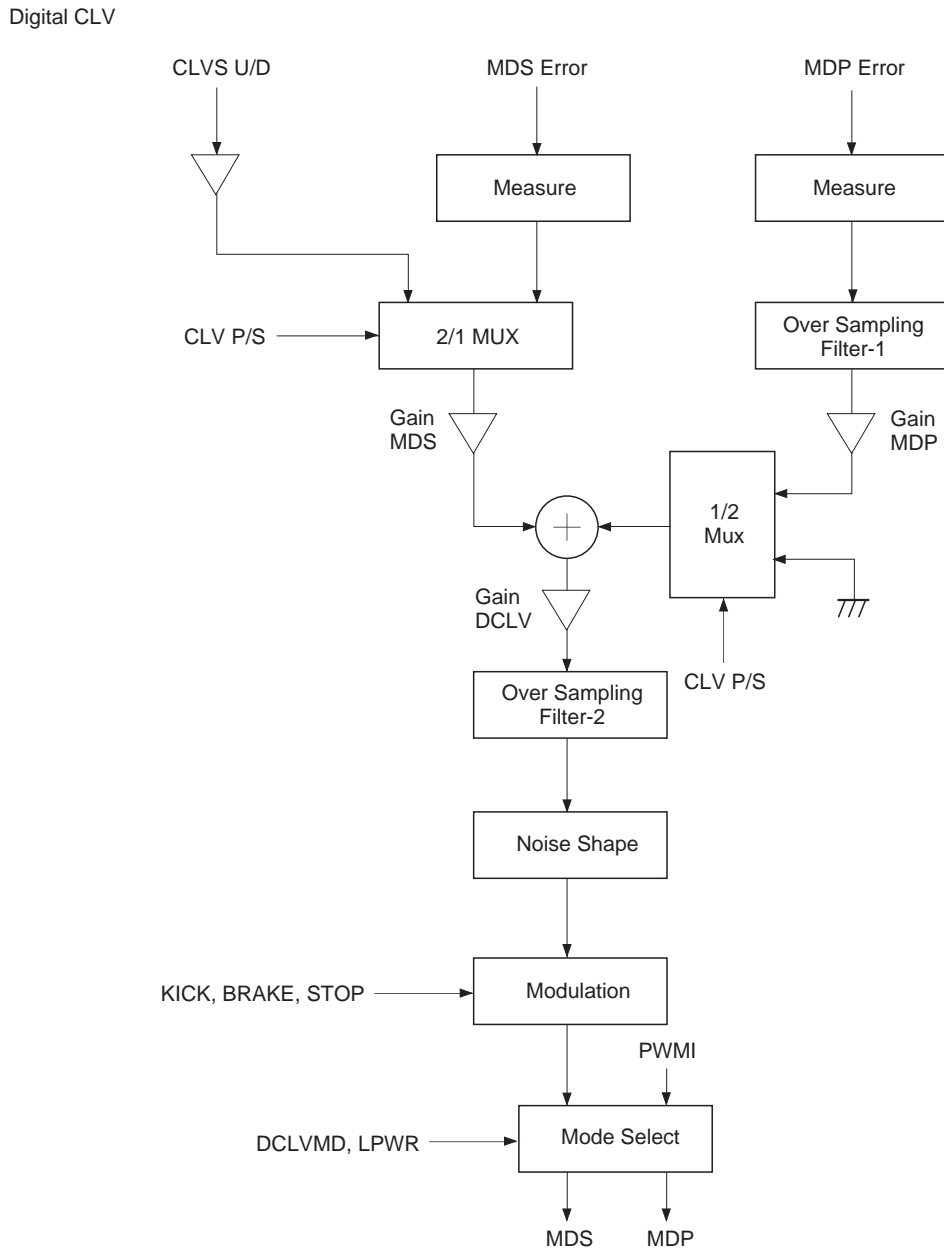 Digital CLV
CLVS U/D
MDS Error
MDP Error
Measure
Measure
CLV P/S
2/1 MUX
Over Sampling
Filter-1
Gain
MDS
Gain
MDP
1/2
Mux
Gain
DCLV
CLV P/S
Over Sampling
Filter-2
Noise Shape
KICK, BRAKE, STOP
Modulation
PWMI
DCLVMD, LPWR
Mode Select
MDS
MDP